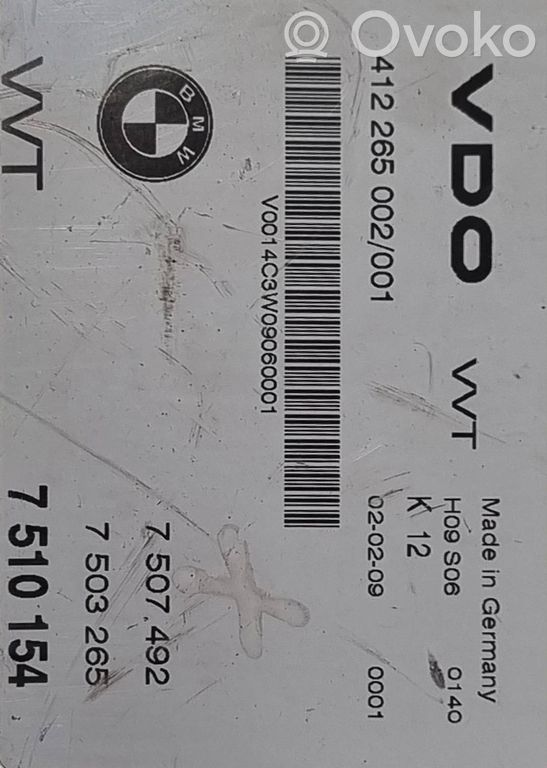 Ovoko
VDO VVT
Made in Germany
H09 S06 0140
K 12
412 265 002/001
02-02-09 0001
V0014C3W09060001
BMW
7 507 492
7 503 265
VVT
7 510 154